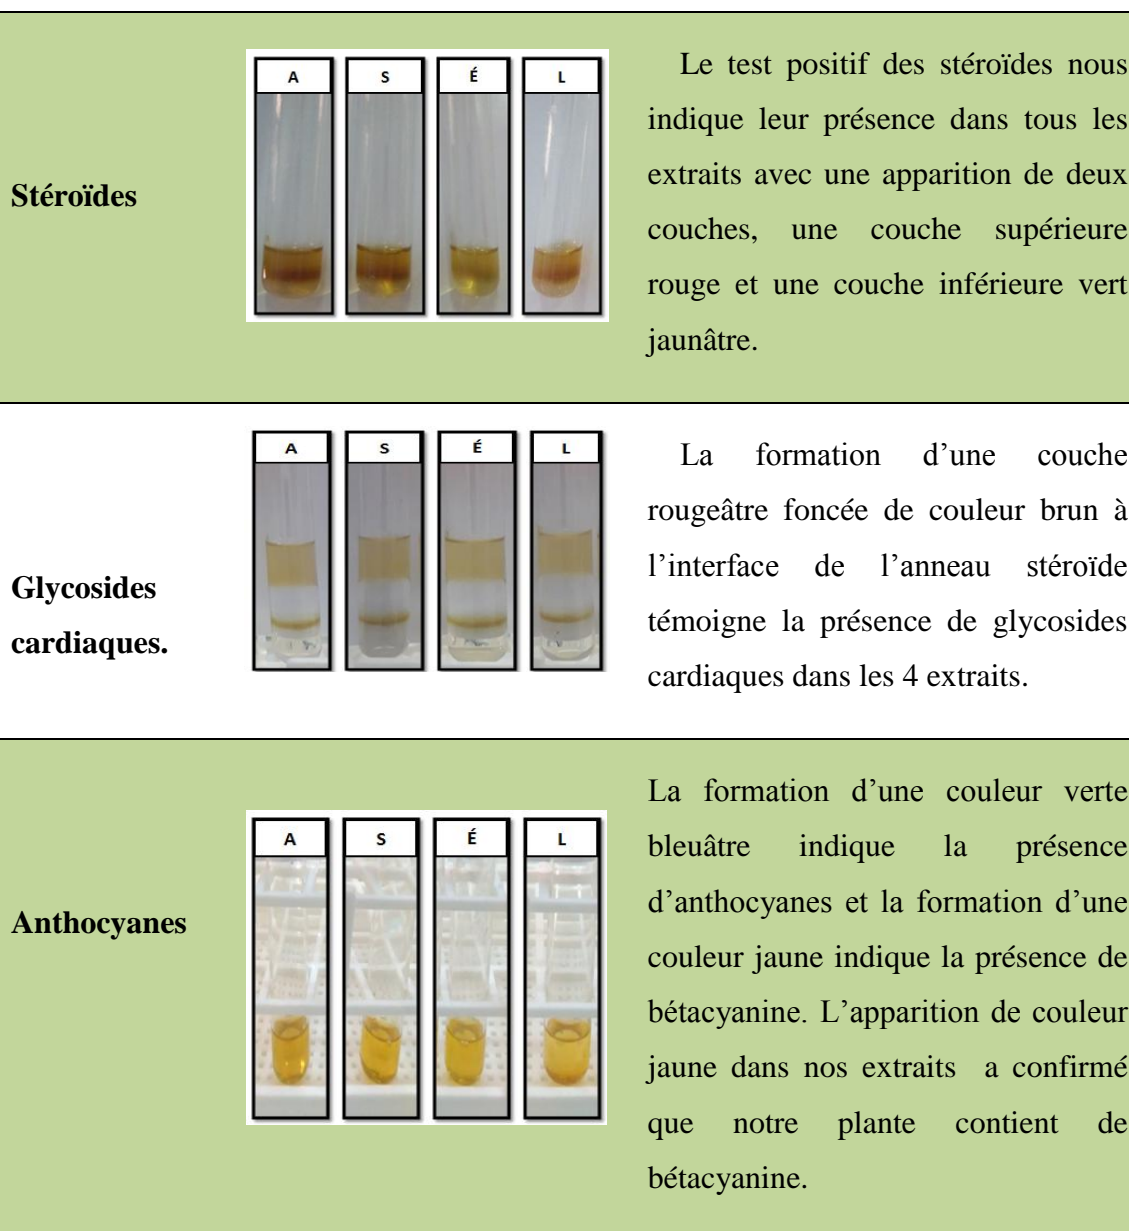 Stéroïdes
A S É L
Le test positif des stéroïdes nous
indique leur présence dans tous les
extraits avec une apparition de deux
couches, une couche supérieure
rouge et une couche inférieure vert
jaunâtre.
Glycosides
cardiaques.
A S É L
La formation d’une couche
rougeâtre foncée de couleur brun à
l’interface de l’anneau stéroïde
témoigne la présence de glycosides
cardiaques dans les 4 extraits.
Anthocyanes
A S É L
La formation d’une couleur verte
bleuâtre indique la présence
d’anthocyanes et la formation d’une
couleur jaune indique la présence de
bétacyanine. L’apparition de couleur
jaune dans nos extraits a confirmé
que notre plante contient de
bétacyanine.